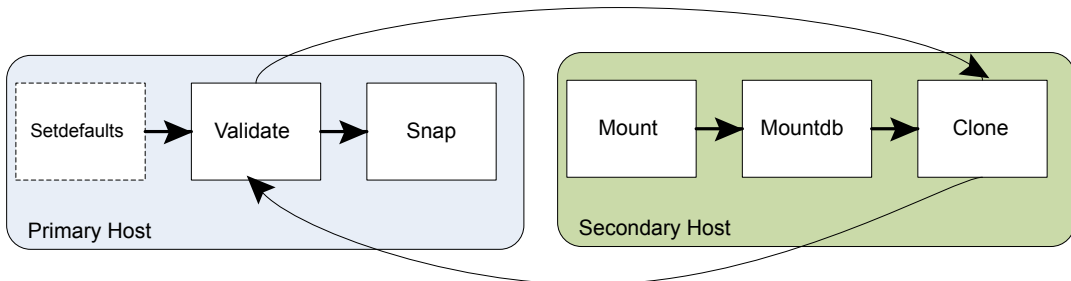 Setdefaults
Validate
Snap
Primary Host
Mount
Mountdb
Clone
Secondary Host